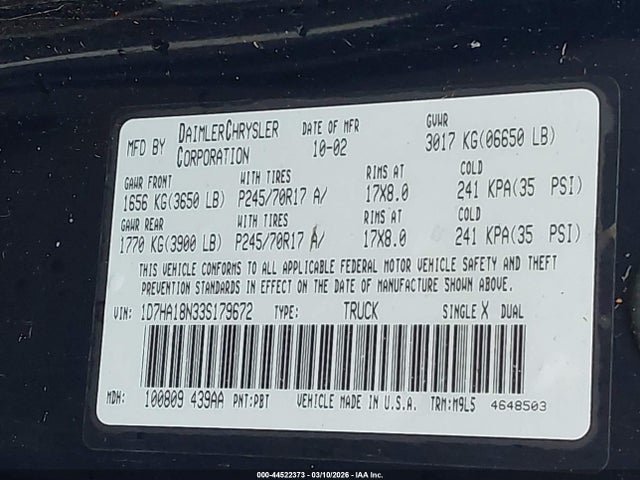 MFD BY DAIMLERCHRYSLER CORPORATION DATE OF MFR 10-02 GVWR 3017 KG(06650 LB)
GAWR FRONT WITH TIRES RIMS AT COLD
1656 KG(3650 LB) P245/70R17 A/ 17X8.0 241 KPA(35 PSI)
GAWR REAR WITH TIRES RIMS AT COLD
1770 KG(3900 LB) P245/70R17 A/ 17X8.0 241 KPA(35 PSI)
THIS VEHICLE CONFORMS TO ALL APPLICABLE FEDERAL MOTOR VEHICLE SAFETY AND THEFT
PREVENTION STANDARDS IN EFFECT ON THE DATE OF MANUFACTURE SHOWN ABOVE.
VIN: 1D7HA18N33S179672 TYPE: TRUCK SINGLE X DUAL
MDH: 100809 439AA PNT:PBT VEHICLE MADE IN U.S.A. TRM:M9L5 4648503
000-44522373 - 03/10/2026 - IAA Inc.